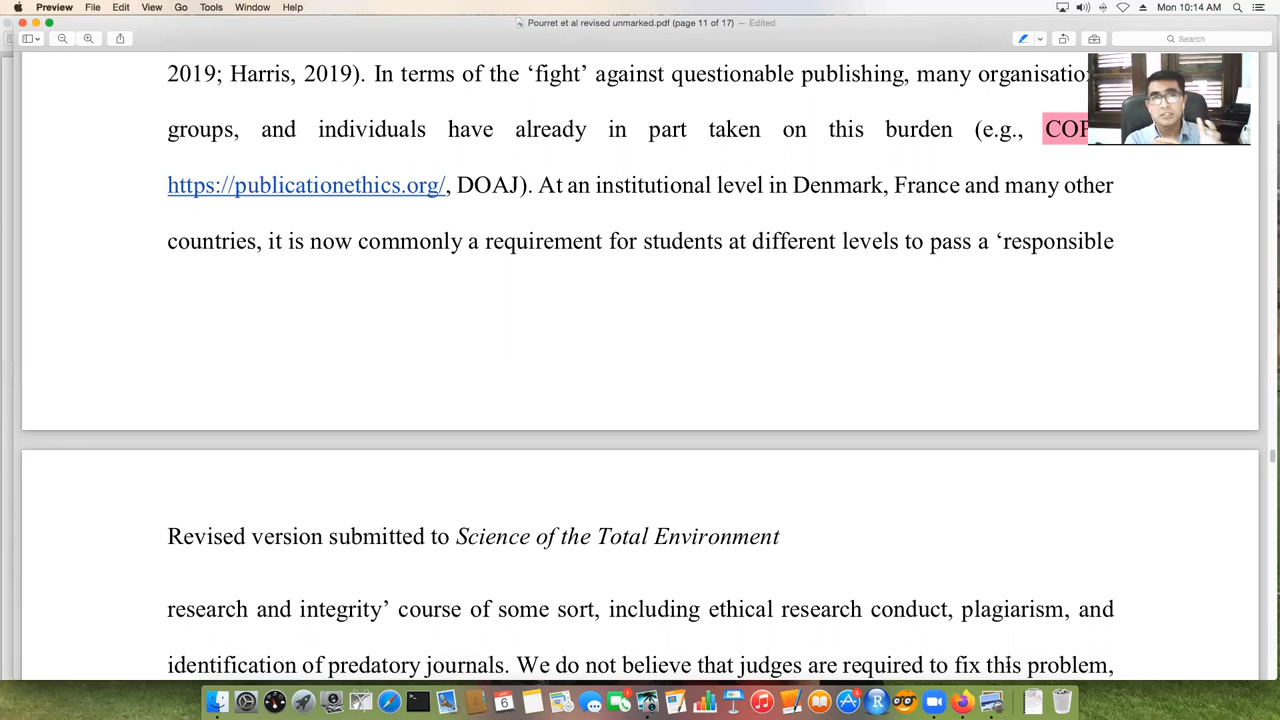 Preview File Edit View Go Tools Window Help
Mon 10:14 AM
Pourret et al revised unmarked.pdf (page 11 of 17) — Edited
Search
2019; Harris, 2019). In terms of the ‘fight’ against questionable publishing, many organisation
groups, and individuals have already in part taken on this burden (e.g., COP
https://publicationethics.org/, DOAJ). At an institutional level in Denmark, France and many other
countries, it is now commonly a requirement for students at different levels to pass a ‘responsible
Revised version submitted to Science of the Total Environment
research and integrity’ course of some sort, including ethical research conduct, plagiarism, and
identification of predatory journals. We do not believe that judges are required to fix this problem,
6